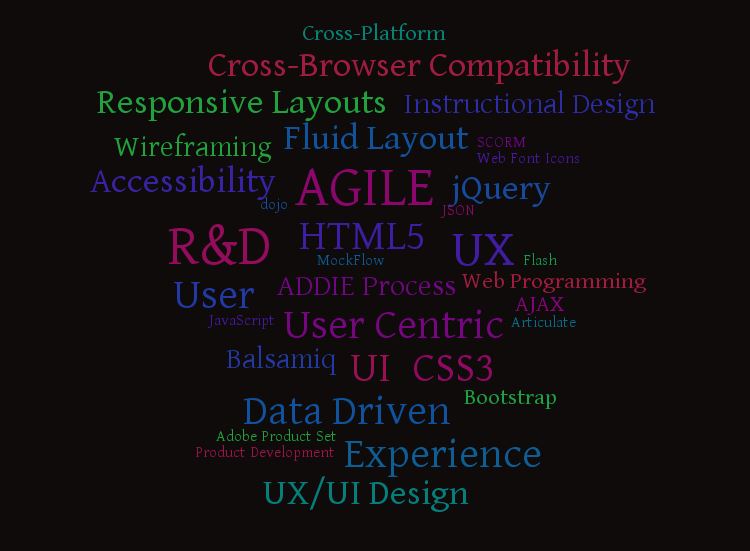 Cross-Platform
Cross-Browser Compatibility
Responsive Layouts
Instructional Design
Fluid Layout
Wireframing
SCORM
Web Font Icons
Accessibility
AGILE
jQuery
dojo
JSON
R&D
HTML5
UX
MockFlow
Flash
User
ADDIE Process
Web Programming
AJAX
JavaScript
User Centric
Articulate
Balsamiq
UI
CSS3
Data Driven
Bootstrap
Adobe Product Set
Product Development
Experience
UX/UI Design